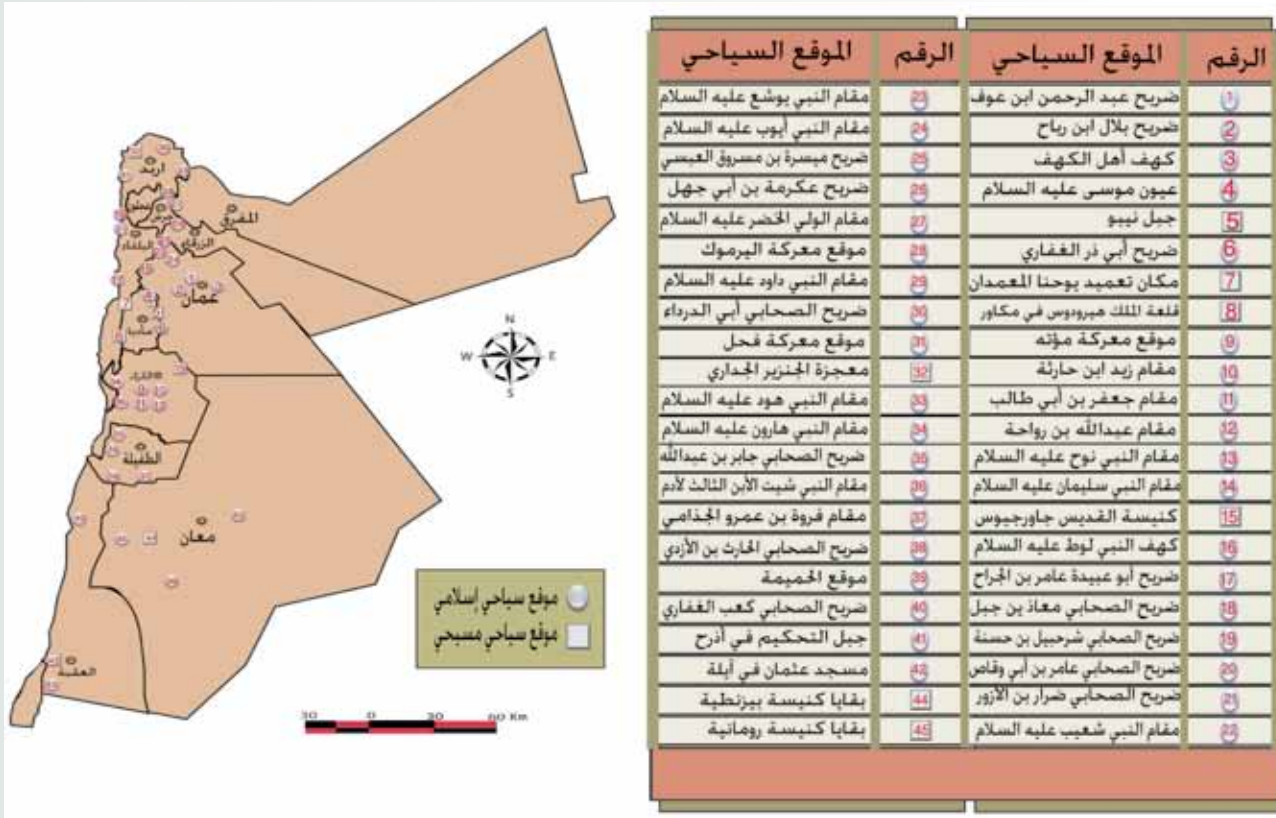 الرقم الموقع السياحي الرقم الموقع السياحي
1 ضريح عبد الرحمن ابن عوف 23 مقام النبي يوشع عليه السلام
2 ضريح بلال ابن رباح 24 مقام النبي أيوب عليه السلام
3 كهف أهل الكهف 25 ضريح ميسرة بن مسروق العبسي
4 عيون موسى عليه السلام 26 ضريح عكرمة بن أبي جهل
5 جبل نيبو 27 مقام الولي الخضر عليه السلام
6 ضريح أبي ذر الغفاري 28 موقع معركة اليرموك
7 مكان تعميد يوحنا المعمدان 29 مقام النبي داود عليه السلام
8 قلعة الملك هيرودوس في مكاور 30 ضريح الصحابي أبي الدرداء
9 موقع معركة مؤته 31 موقع معركة فحل
10 مقام زيد ابن حارثة 32 معجزة الخنزير الجداري
11 مقام جعفر بن أبي طالب 33 مقام النبي هود عليه السلام
12 مقام عبدالله بن رواحة 34 مقام النبي هارون عليه السلام
13 مقام النبي نوح عليه السلام 35 ضريح الصحابي جابر بن عبدالله
14 مقام النبي سليمان عليه السلام 36 مقام النبي شيت الأبن الثالث لأدم
15 كنيسة القديس جاورجيوس 37 مقام فروة بن عمرو الجذامي
16 كهف النبي لوط عليه السلام 38 ضريح الصحابي الحارث بن الأزدي
17 ضريح أبو عبيدة عامر بن الجراح 39 موقع الحميمة
18 ضريح الصحابي معاذ بن جبل 40 ضريح الصحابي كعب الغفاري
19 ضريح الصحابي شرحبيل بن حسنة 41 جبل التحكيم في أذرح
20 ضريح الصحابي عامر بن أبي وقاص 42 مسجد عثمان في أيلة
21 ضريح الصحابي ضرار بن الأزور 44 بقايا كنيسة بيزنطية
22 مقام النبي شعيب عليه السلام 45 بقايا كنيسة رومانية
اربد
المفرق
الزرقاء
البلقاء
عمان
الطفيلة
معان
العقبة
N
W E
S
موقع سياحي إسلامي
موقع سياحي مسيحي
30 0 30 60 Km